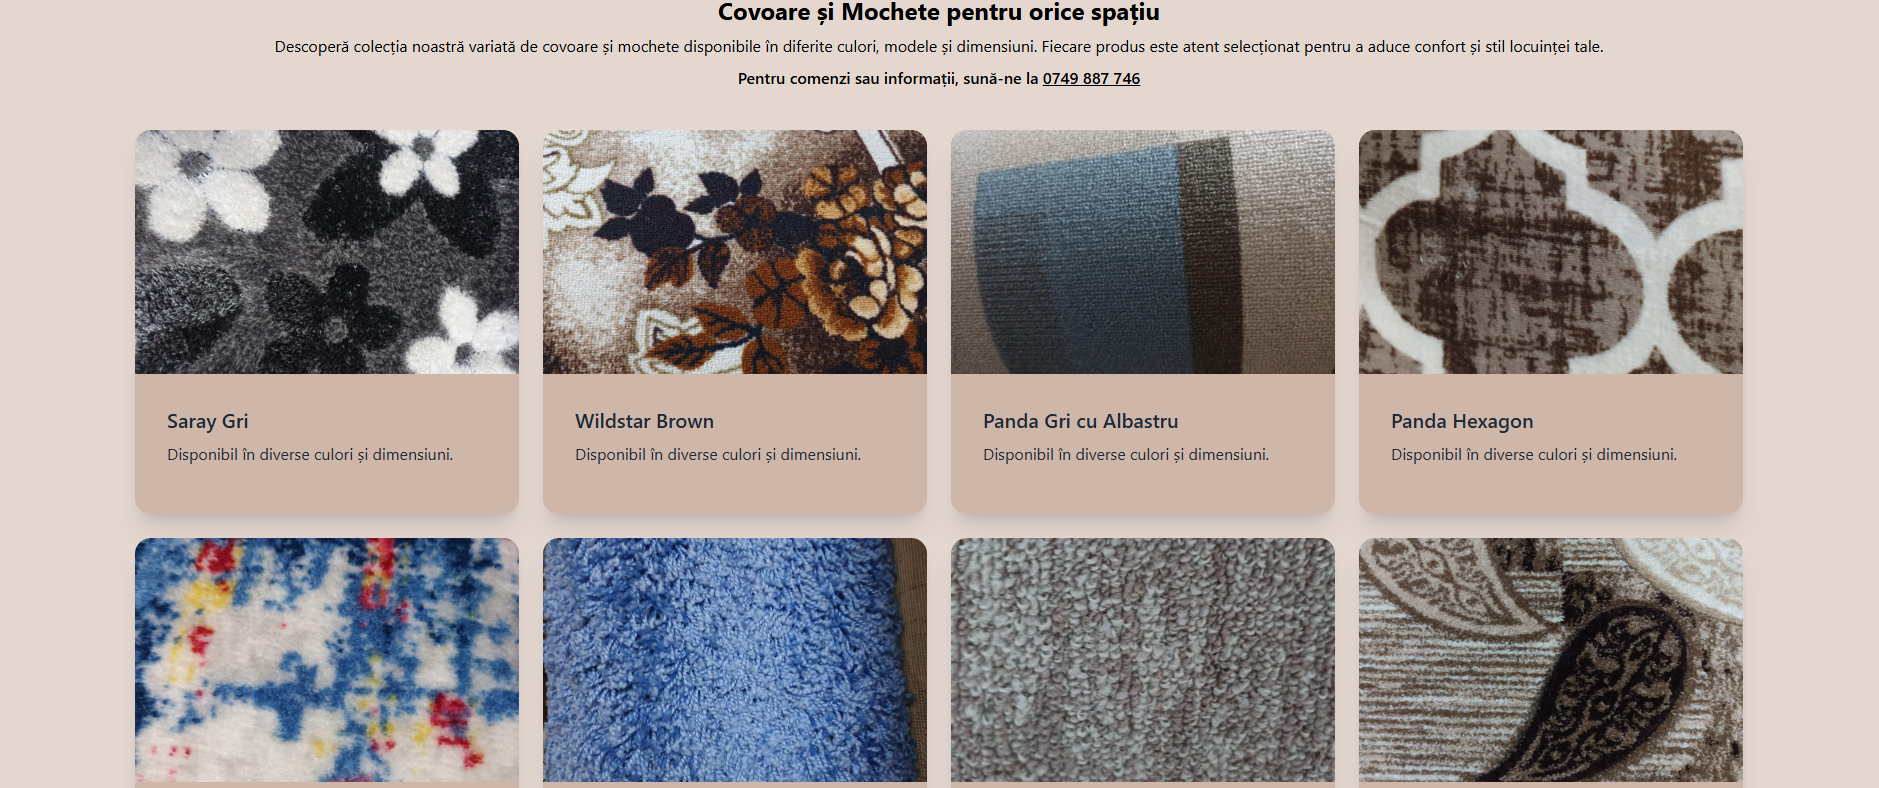 Covoare și Mochete pentru orice spațiu
Descoperă colecția noastră variată de covoare și mochete disponibile în diferite culori, modele și dimensiuni. Fiecare produs este atent selecționat pentru a aduce confort și stil locuinței tale.
Pentru comenzi sau informații, sună-ne la 0749 887 746
Saray Gri
Disponibil în diverse culori și dimensiuni.
Wildstar Brown
Disponibil în diverse culori și dimensiuni.
Panda Gri cu Albastru
Disponibil în diverse culori și dimensiuni.
Panda Hexagon
Disponibil în diverse culori și dimensiuni.